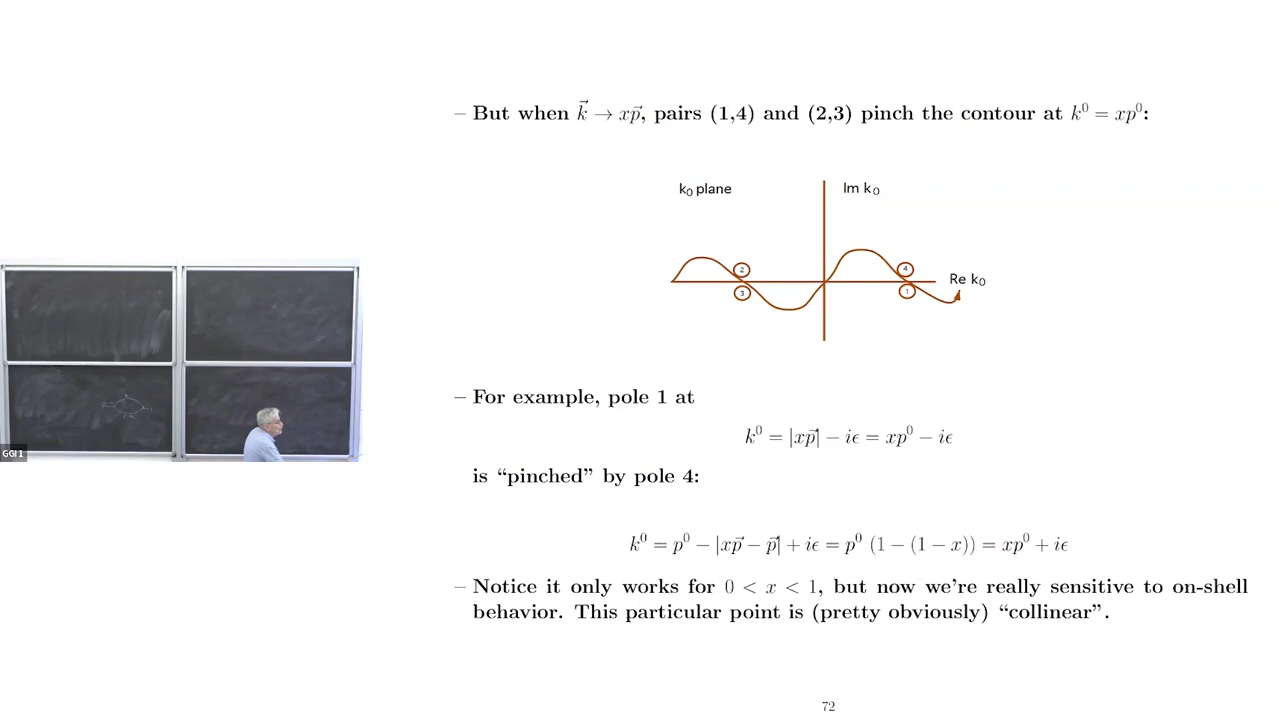 – But when $\vec{k} \to x\vec{p}$, pairs (1,4) and (2,3) pinch the contour at $k^0 = xp^0$:
k₀ plane
Im k₀
2
4
Re k₀
3
1
– For example, pole 1 at
$k^0 = |x\vec{p}| - i\epsilon = xp^0 - i\epsilon$
is “pinched” by pole 4:
$k^0 = p^0 - |x\vec{p} - \vec{p}| + i\epsilon = p^0 \, (1 - (1 - x)) = xp^0 + i\epsilon$
– Notice it only works for $0 < x < 1$, but now we’re really sensitive to on-shell
behavior. This particular point is (pretty obviously) “collinear”.
72
GGI1